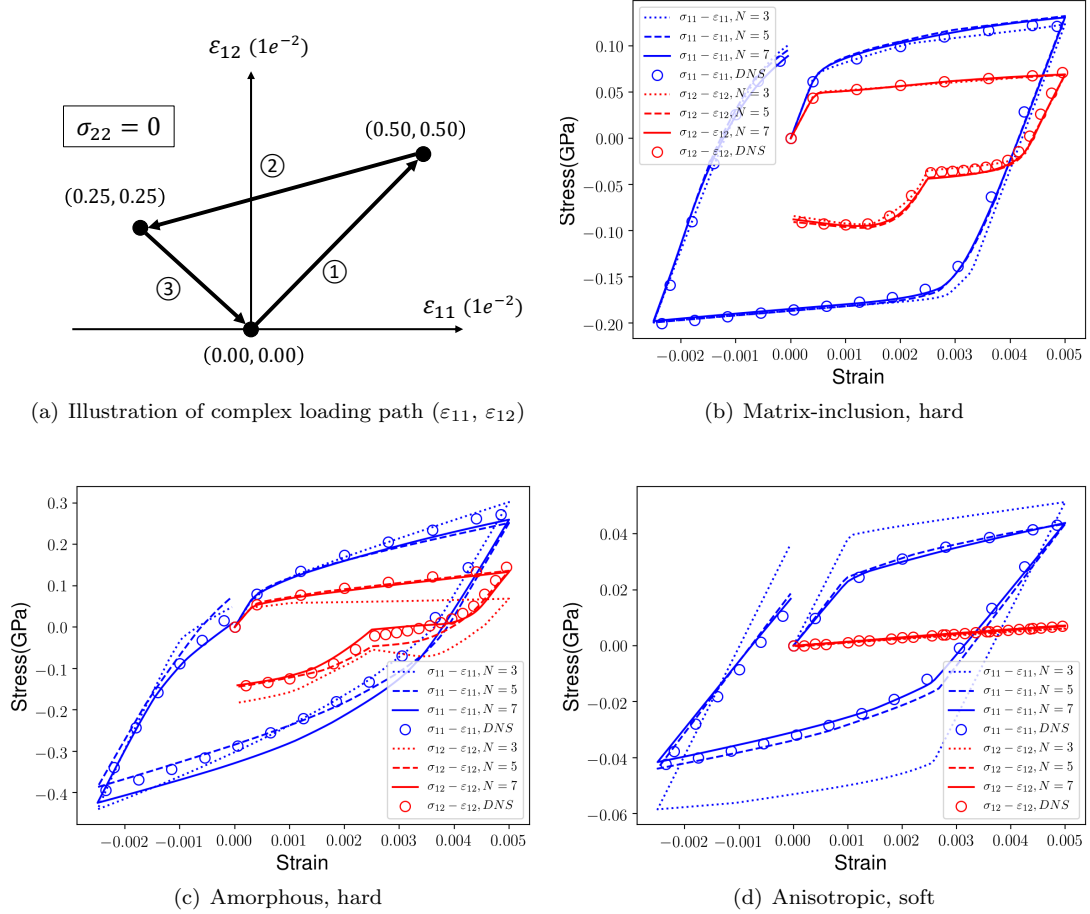 ε₁₂ (1e⁻²)
σ₂₂ = 0
(0.50, 0.50)
②
(0.25, 0.25)
③
①
ε₁₁ (1e⁻²)
(0.00, 0.00)
(a) Illustration of complex loading path (ε₁₁, ε₁₂)
σ₁₁ − ε₁₁, N = 3
σ₁₁ − ε₁₁, N = 5
σ₁₁ − ε₁₁, N = 7
σ₁₁ − ε₁₁, DNS
σ₁₂ − ε₁₂, N = 3
σ₁₂ − ε₁₂, N = 5
σ₁₂ − ε₁₂, N = 7
σ₁₂ − ε₁₂, DNS
Stress(GPa)
0.10
0.05
0.00
−0.05
−0.10
−0.15
−0.20
−0.002 −0.001 0.000 0.001 0.002 0.003 0.004 0.005
Strain
(b) Matrix-inclusion, hard
Stress(GPa)
0.3
0.2
0.1
0.0
−0.1
−0.2
−0.3
−0.4
σ₁₁ − ε₁₁, N = 3
σ₁₁ − ε₁₁, N = 5
σ₁₁ − ε₁₁, N = 7
σ₁₁ − ε₁₁, DNS
σ₁₂ − ε₁₂, N = 3
σ₁₂ − ε₁₂, N = 5
σ₁₂ − ε₁₂, N = 7
σ₁₂ − ε₁₂, DNS
−0.002 −0.001 0.000 0.001 0.002 0.003 0.004 0.005
Strain
(c) Amorphous, hard
Stress(GPa)
0.04
0.02
0.00
−0.02
−0.04
−0.06
σ₁₁ − ε₁₁, N = 3
σ₁₁ − ε₁₁, N = 5
σ₁₁ − ε₁₁, N = 7
σ₁₁ − ε₁₁, DNS
σ₁₂ − ε₁₂, N = 3
σ₁₂ − ε₁₂, N = 5
σ₁₂ − ε₁₂, N = 7
σ₁₂ − ε₁₂, DNS
−0.002 −0.001 0.000 0.001 0.002 0.003 0.004 0.005
Strain
(d) Anisotropic, soft